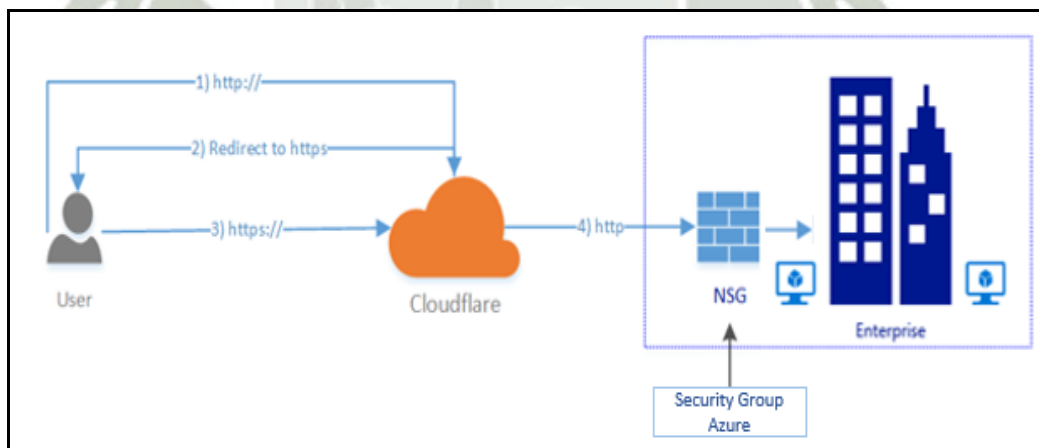 1) http://
2) Redirect to https
3) https://
4) http
User
Cloudflare
NSG
Enterprise
Security Group
Azure